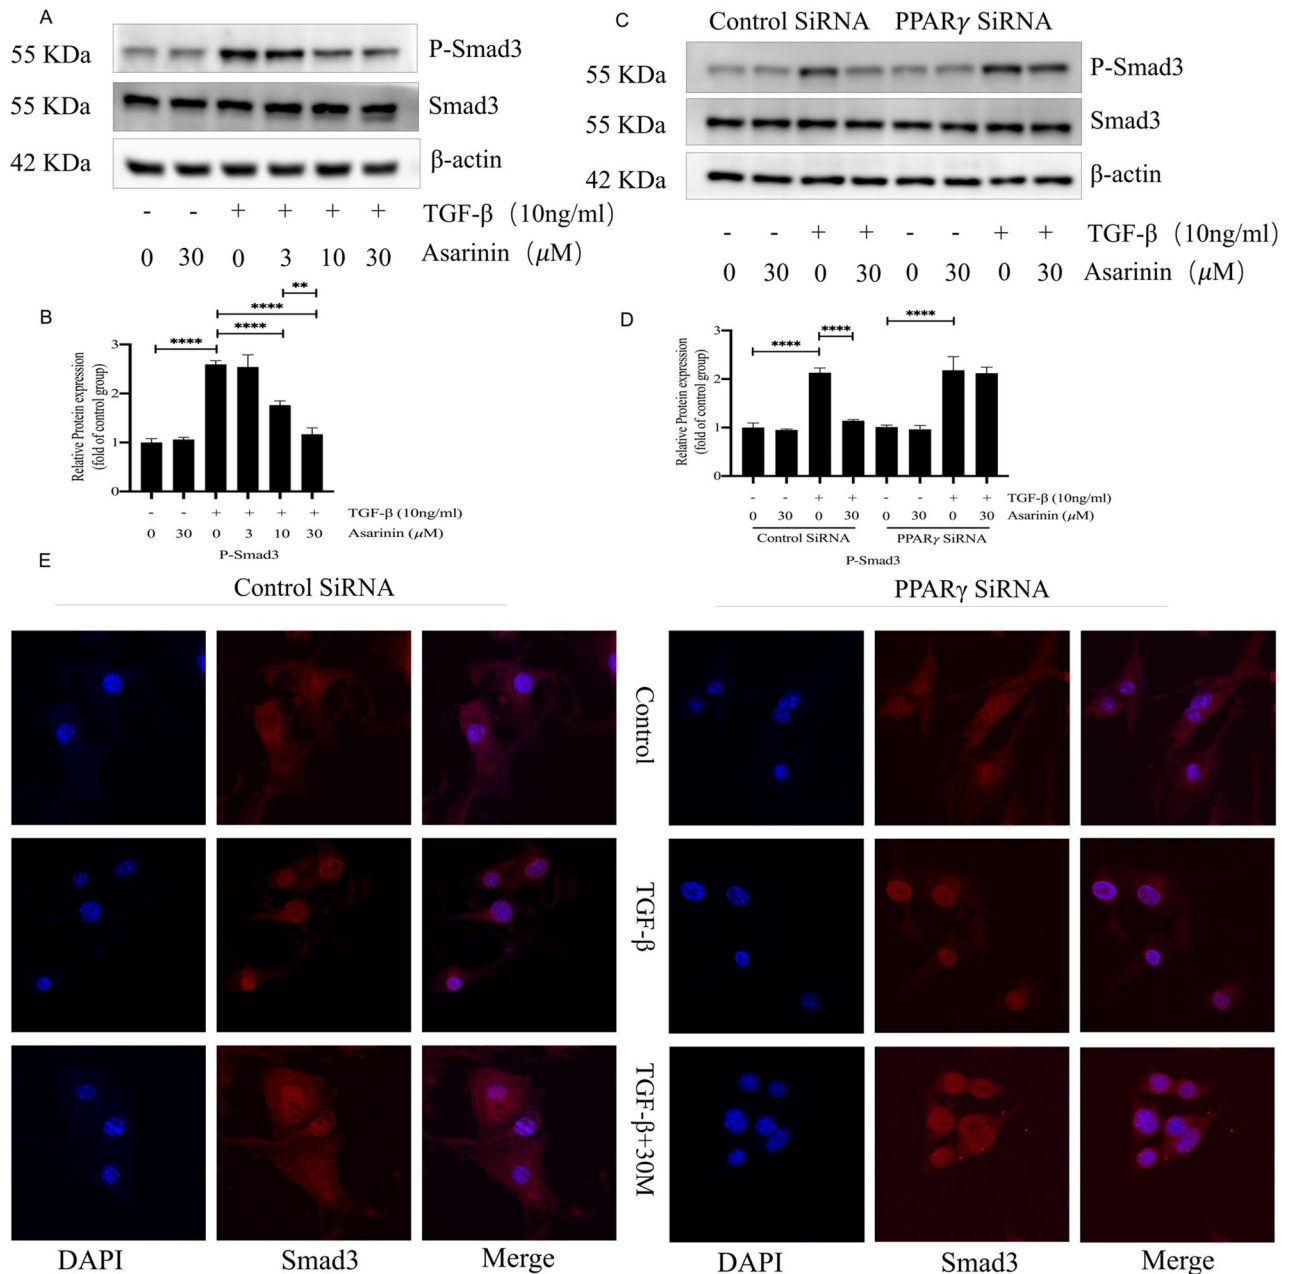 A
55 KDa P-Smad3
55 KDa Smad3
42 KDa β-actin
- - + + + + TGF-β (10ng/ml)
0 30 0 3 10 30 Asarinin (μM)
C
Control SiRNA PPARγ SiRNA
55 KDa P-Smad3
55 KDa Smad3
42 KDa β-actin
- - + + - - + + TGF-β (10ng/ml)
0 30 0 30 0 30 0 30 Asarinin (μM)
B
**
****
****
****
Relative Protein expression
(fold of control group)
3
2
1
0
- - + + + + TGF-β (10ng/ml)
0 30 0 3 10 30 Asarinin (μM)
P-Smad3
D
****
****
****
Relative Protein expression
(fold of control group)
3
2
1
0
- - + + - - + + TGF-β (10ng/ml)
0 30 0 30 0 30 0 30 Asarinin (μM)
Control SiRNA PPARγ SiRNA
P-Smad3
E
Control SiRNA PPARγ SiRNA
Control
TGF-β
TGF-β+30M
DAPI Smad3 Merge DAPI Smad3 Merge